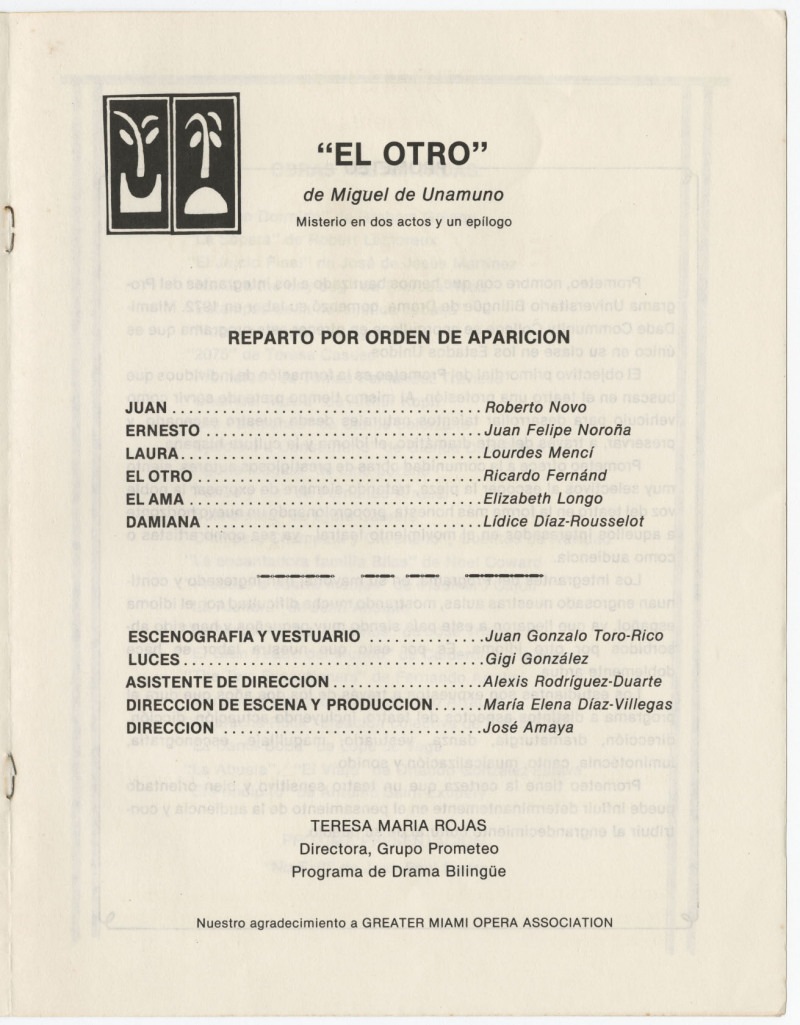 “EL OTRO”
de Miguel de Unamuno
Misterio en dos actos y un epílogo
REPARTO POR ORDEN DE APARICION
JUAN ................................... Roberto Novo
ERNESTO ............................... Juan Felipe Noroña
LAURA .................................. Lourdes Mencí
EL OTRO ................................ Ricardo Fernánd
EL AMA ................................. Elizabeth Longo
DAMIANA ............................... Lídice Díaz-Rousselot
ESCENOGRAFIA Y VESTUARIO ............. Juan Gonzalo Toro-Rico
LUCES .................................. Gigi González
ASISTENTE DE DIRECCION ................. Alexis Rodríguez-Duarte
DIRECCION DE ESCENA Y PRODUCCION ...... María Elena Díaz-Villegas
DIRECCION ............................. José Amaya
TERESA MARIA ROJAS
Directora, Grupo Prometeo
Programa de Drama Bilingüe
Nuestro agradecimiento a GREATER MIAMI OPERA ASSOCIATION